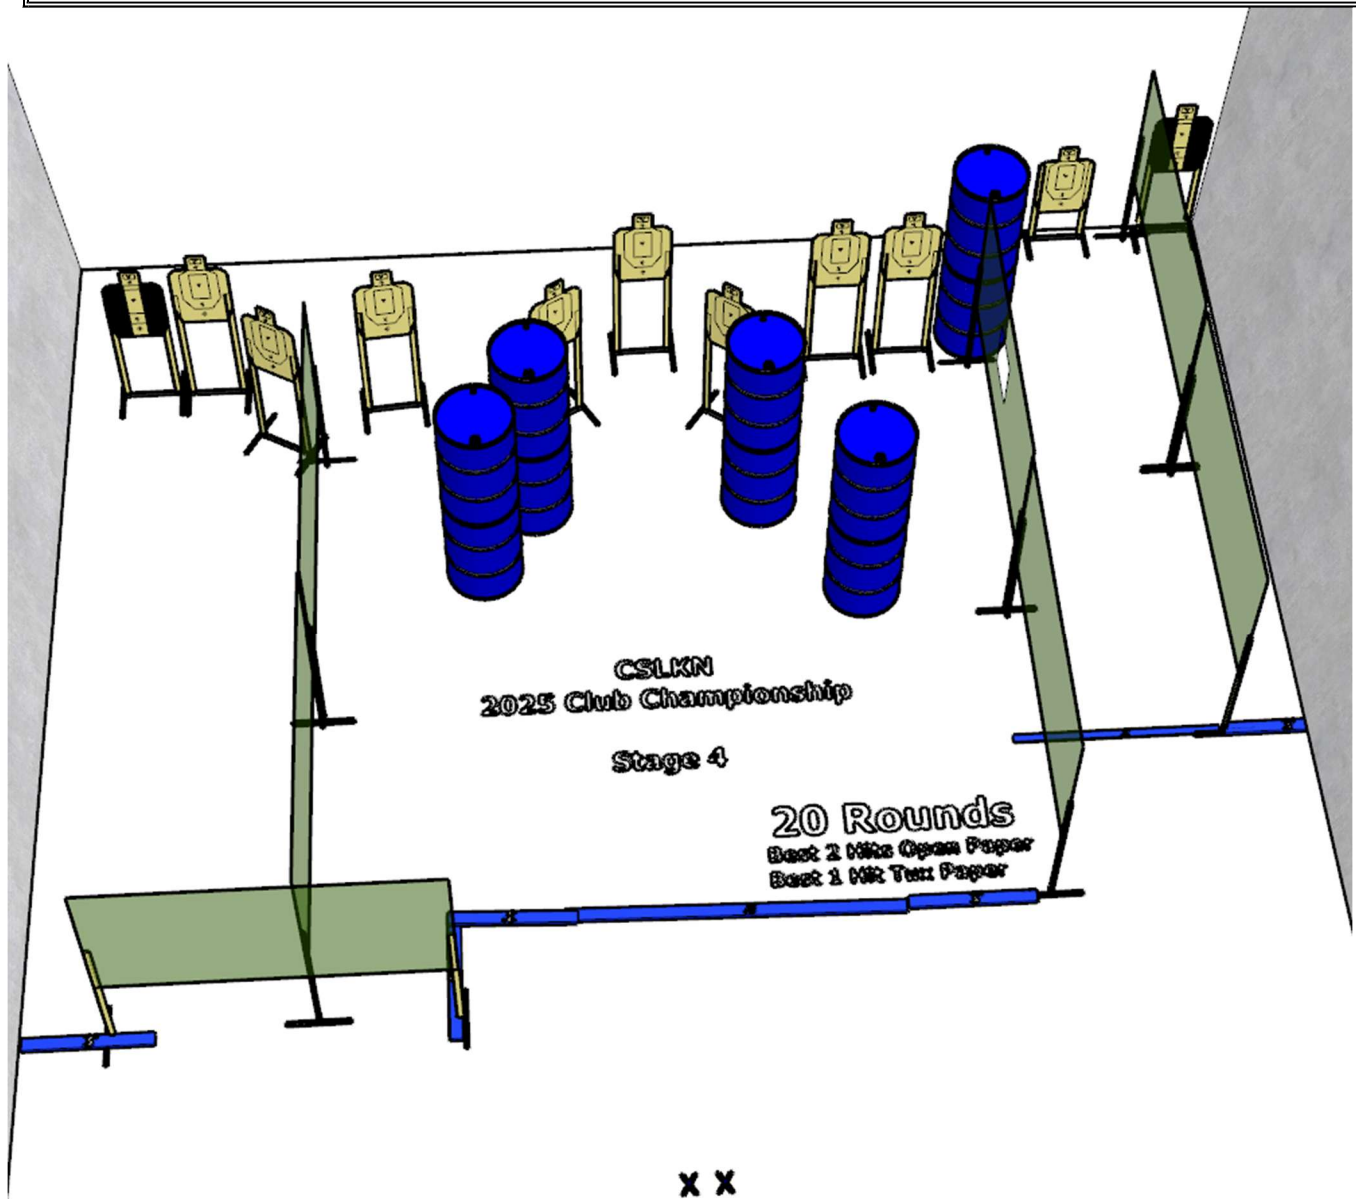 CSLKN
2025 Club Championship
Stage 4
20 Rounds
Best 2 Hits Open Paper
Best 1 Hit Tux Paper
X X